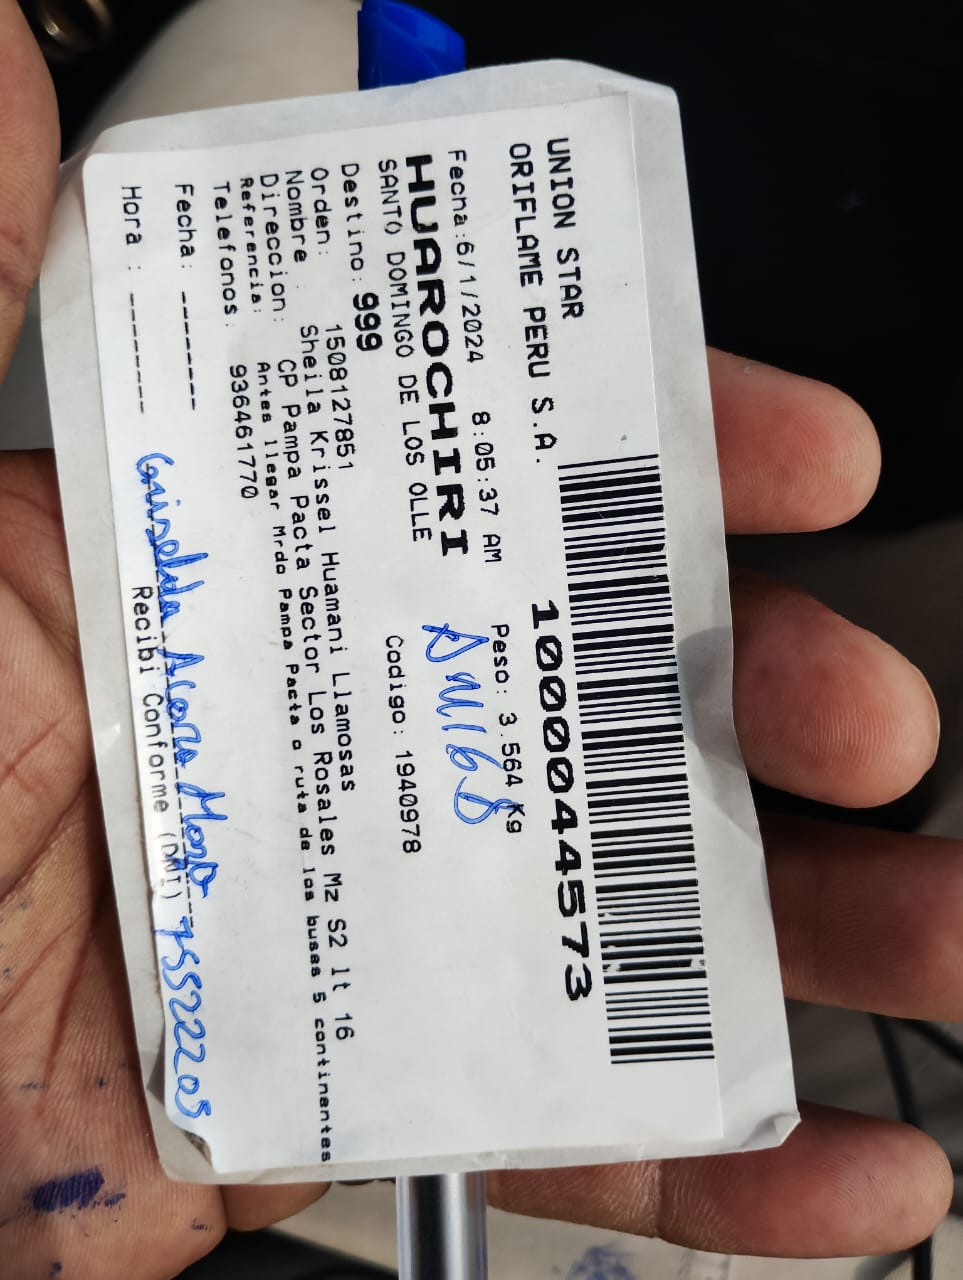 UNION STAR
ORIFLAME PERU S.A.
10000044573
Fecha:6/1/2024 8:05:37 AM Peso: 3.564 Kg
HUAROCHIRI
SANTO DOMINGO DE LOS OLLE
Destino: 999 Codigo: 1940978
Orden: 1508127851
Nombre : Sheila Krissel Huamani Llamosas
Direccion: CP Pampa Pacta Sector Los Rosales Mz S2 lt 16
Referencia: Antes llegar Mrdo Pampa Pacta o ruta de los buses 5 continentes
Telefonos: 936461770
Fecha: -------
Hora : --------
Griselda
75522205
Recibi Conforme (DNI)